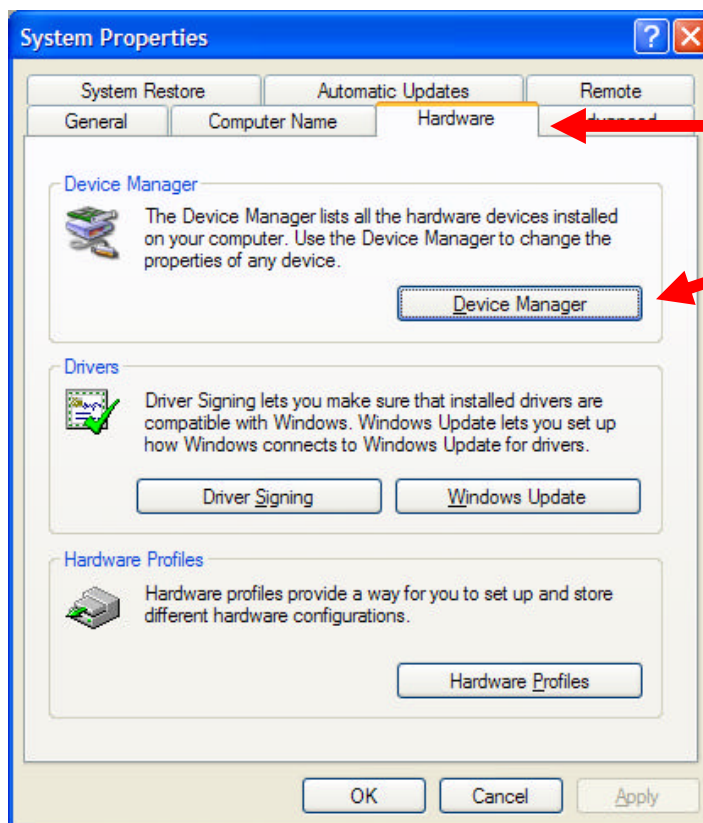 System Properties
System Restore
Automatic Updates
Remote
General
Computer Name
Hardware
Advanced
Device Manager
The Device Manager lists all the hardware devices installed
on your computer. Use the Device Manager to change the
properties of any device.
Device Manager
Drivers
Driver Signing lets you make sure that installed drivers are
compatible with Windows. Windows Update lets you set up
how Windows connects to Windows Update for drivers.
Driver Signing
Windows Update
Hardware Profiles
Hardware profiles provide a way for you to set up and store
different hardware configurations.
Hardware Profiles
OK
Cancel
Apply